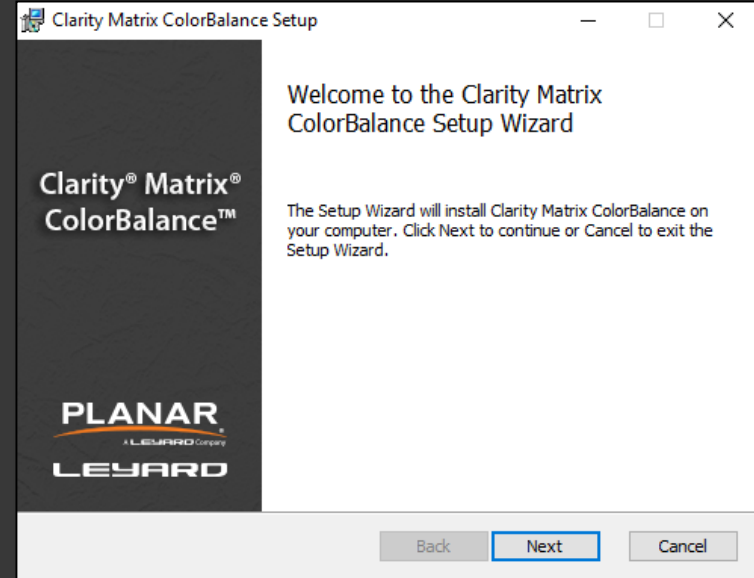 Clarity Matrix ColorBalance Setup
Welcome to the Clarity Matrix
ColorBalance Setup Wizard
Clarity® Matrix®
ColorBalance™
The Setup Wizard will install Clarity Matrix ColorBalance on
your computer. Click Next to continue or Cancel to exit the
Setup Wizard.
PLANAR®
A LEYARD Company
LEYARD
Back
Next
Cancel